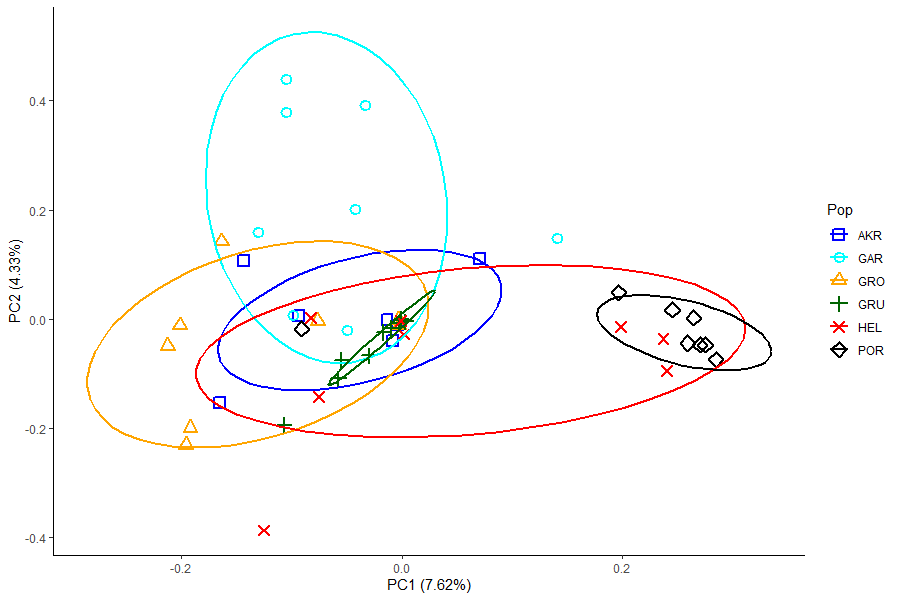 0.4
0.2
0.0
-0.2
-0.4
PC2 (4.33%)
-0.2
0.0
0.2
PC1 (7.62%)
Pop
AKR
GAR
GRO
GRU
HEL
POR